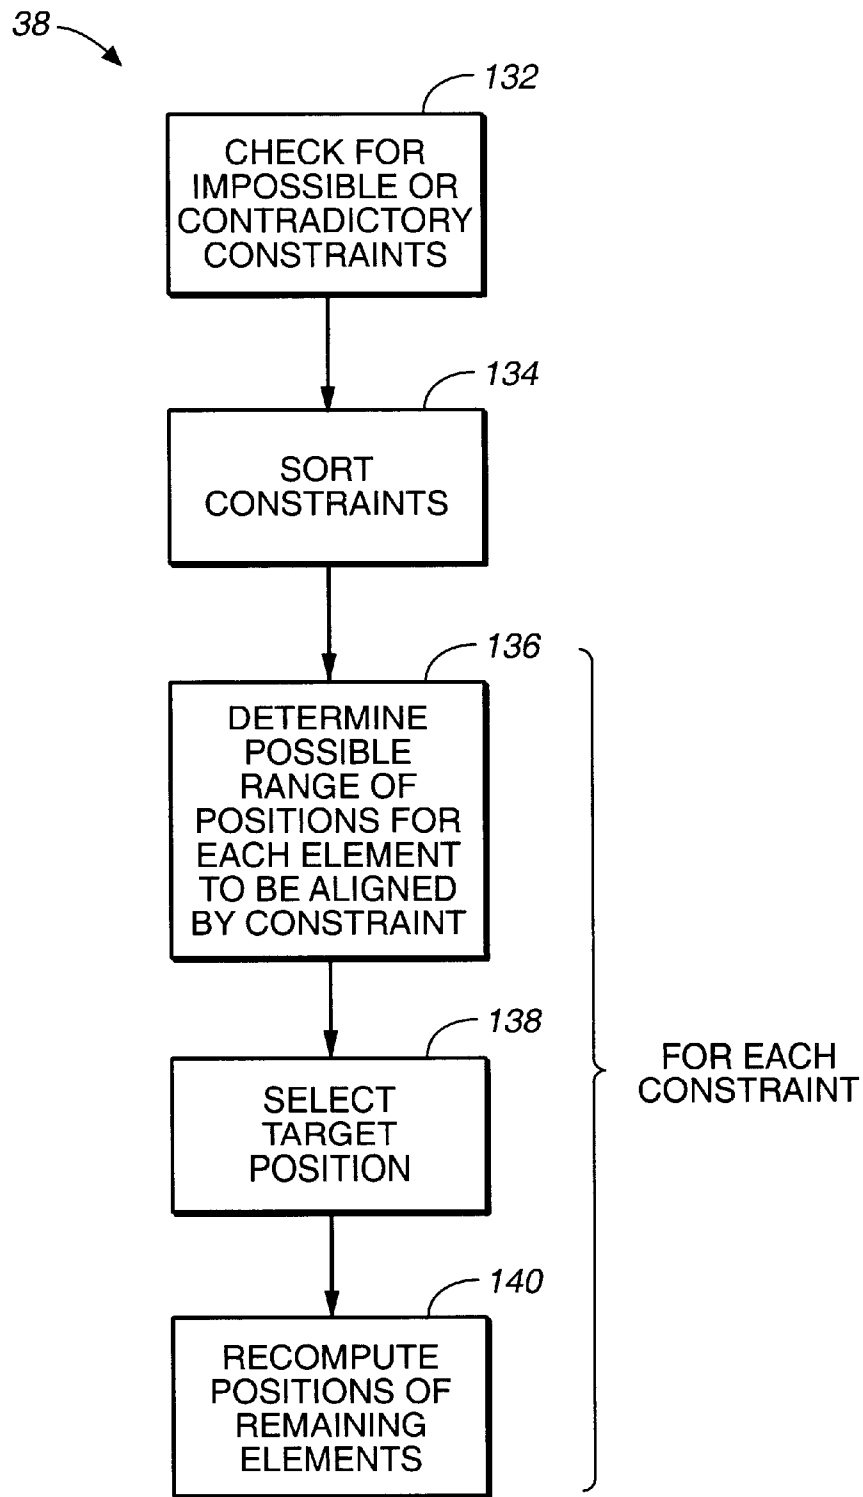 38
132
CHECK FOR
IMPOSSIBLE OR
CONTRADICTORY
CONSTRAINTS
134
SORT
CONSTRAINTS
136
DETERMINE
POSSIBLE
RANGE OF
POSITIONS FOR
EACH ELEMENT
TO BE ALIGNED
BY CONSTRAINT
138
SELECT
TARGET
POSITION
FOR EACH
CONSTRAINT
140
RECOMPUTE
POSITIONS OF
REMAINING
ELEMENTS